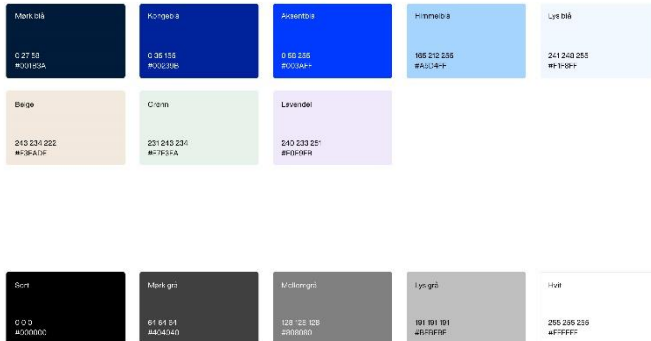 Mørk blå
0 27 58
#001B3A
Kongeblå
0 35 155
#00239B
Aksentblå
0 58 255
#003AFF
Himmelblå
165 212 255
#A5D4FF
Lys blå
241 248 255
#F1F8FF
Beige
243 234 222
#F3EADE
Grønn
231 243 234
#E7F3EA
Lavendel
240 233 251
#F0E9FB
Sort
0 0 0
#000000
Mørk grå
64 64 64
#404040
Mellomgrå
128 128 128
#808080
Lys grå
191 191 191
#BFBFBF
Hvit
255 255 255
#FFFFFF